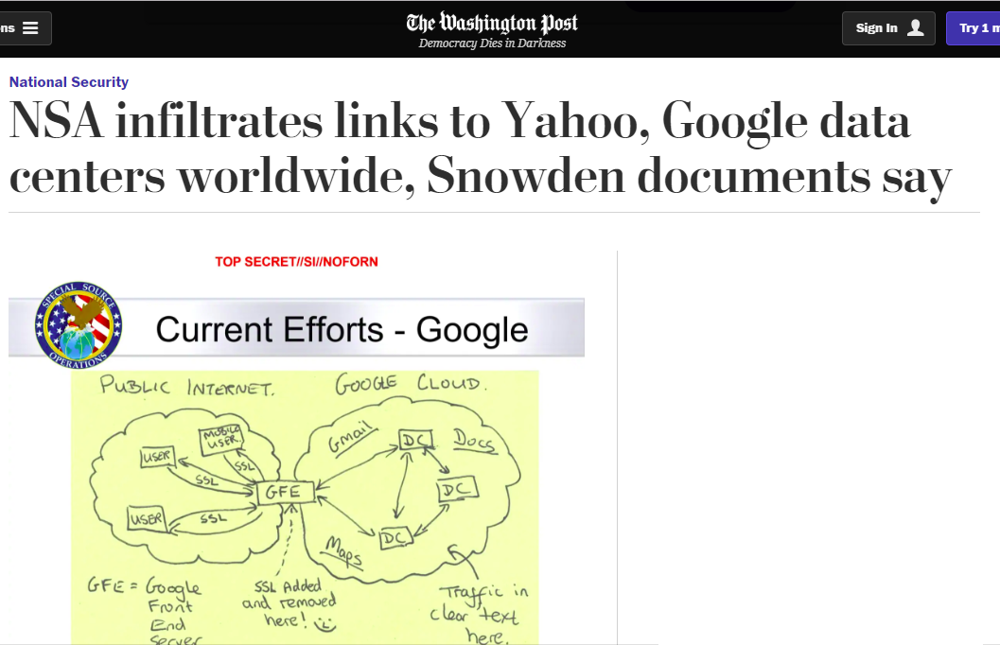 ns
The Washington Post
Democracy Dies in Darkness
Sign In
Try 1 m
National Security
NSA infiltrates links to Yahoo, Google data
centers worldwide, Snowden documents say
TOP SECRET//SI//NOFORN
SPECIAL SOURCE
OPERATIONS
Current Efforts - Google
PUBLIC INTERNET.
GOOGLE CLOUD.
MOBILE
USER.
USER
SSL
SSL
USER
SSL
GFE
Gmail
DC
Docs
DC
DC
Maps
GFE = Google
Front
End
Server
SSL Added
and removed
here!
Traffic in
clear text
here.